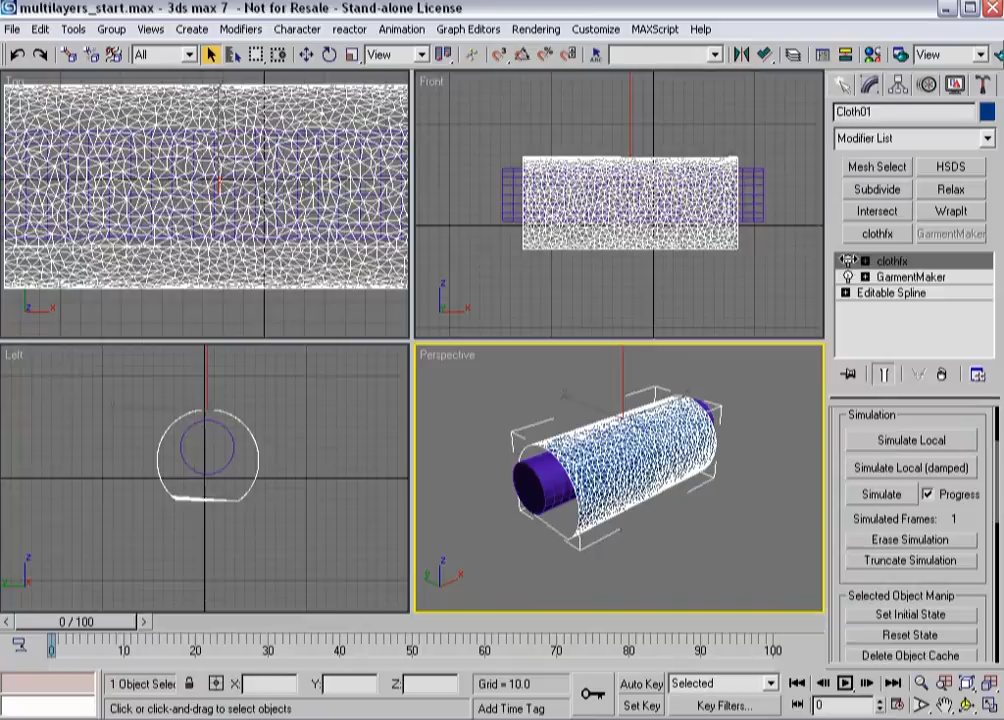 multilayers_start.max - 3ds max 7 - Not for Resale - Stand-alone License
File Edit Tools Group Views Create Modifiers Character reactor Animation Graph Editors Rendering Customize MAXScript Help
All View View
Top Front
Cloth01
Modifier List
Mesh Select HSDS
Subdivide Relax
Intersect WrapIt
clothfx GarmentMaker
clothfx
GarmentMaker
Editable Spline
Left Perspective
Simulation
Simulate Local
Simulate Local (damped)
Simulate Progress
Simulated Frames: 1
Erase Simulation
Truncate Simulation
Selected Object Manip
Set Initial State
Reset State
Delete Object Cache
0 / 100
0 10 20 30 40 50 60 70 80 90 100
1 Object Selec X: Y: Z: Grid = 10.0 Auto Key Selected
Click or click-and-drag to select objects Add Time Tag Set Key Key Filters... 0